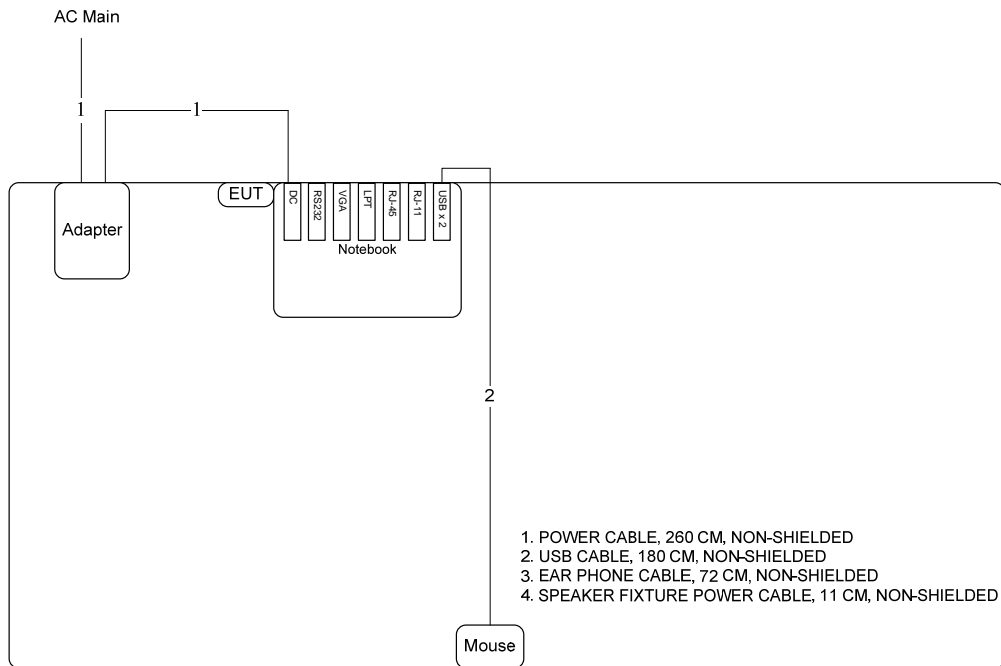 AC Main
1
1
Adapter
EUT
DC
RS232
VGA
LPT
RJ-45
RJ-11
USB x 2
Notebook
2
1. POWER CABLE, 260 CM, NON-SHIELDED
2. USB CABLE, 180 CM, NON-SHIELDED
3. EAR PHONE CABLE, 72 CM, NON-SHIELDED
4. SPEAKER FIXTURE POWER CABLE, 11 CM, NON-SHIELDED
Mouse